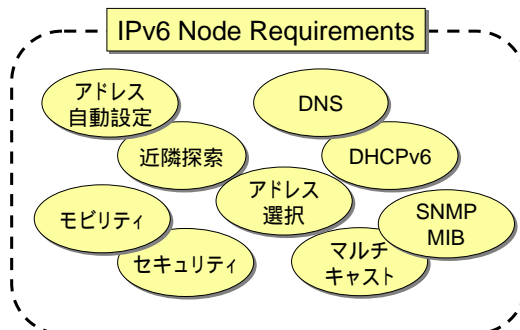 IPv6 Node Requirements
アドレス
自動設定
DNS
近隣探索
DHCPv6
アドレス
選択
モビリティ
SNMP
MIB
セキュリティ
マルチ
キャスト